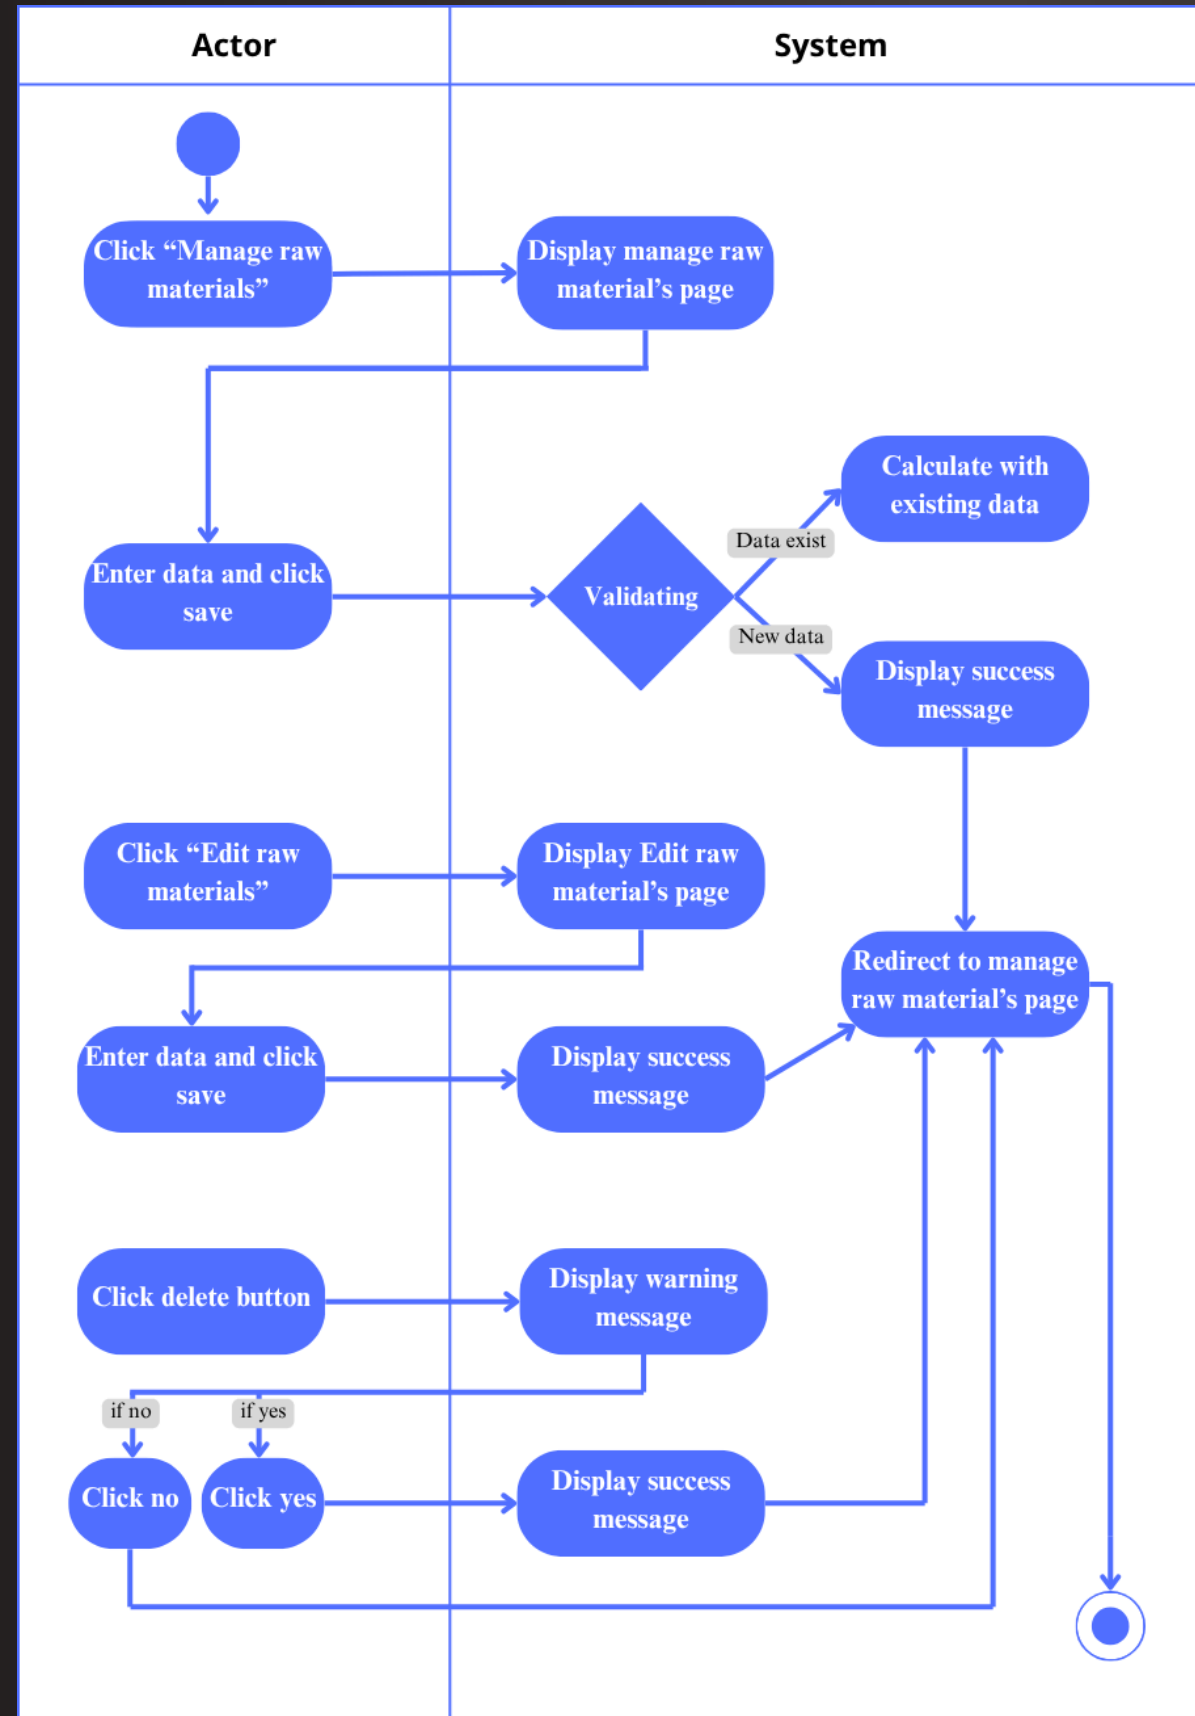 Actor
System
Click “Manage raw
materials”
Display manage raw
material’s page
Calculate with
existing data
Data exist
Enter data and click
save
Validating
New data
Display success
message
Click “Edit raw
materials”
Display Edit raw
material’s page
Redirect to manage
raw material’s page
Enter data and click
save
Display success
message
Click delete button
Display warning
message
if no
if yes
Click no
Click yes
Display success
message